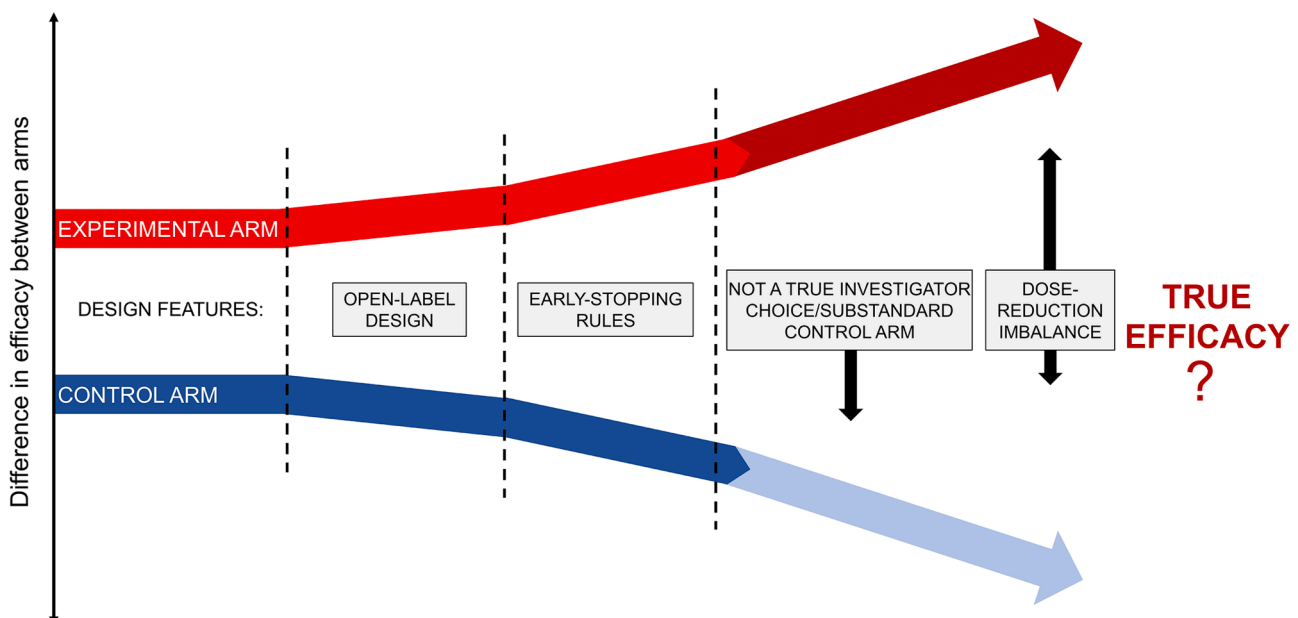 Difference in efficacy between arms
EXPERIMENTAL ARM
DESIGN FEATURES:
OPEN-LABEL
DESIGN
EARLY-STOPPING
RULES
NOT A TRUE INVESTIGATOR
CHOICE/SUBSTANDARD
CONTROL ARM
DOSE-
REDUCTION
IMBALANCE
TRUE
EFFICACY
?
CONTROL ARM